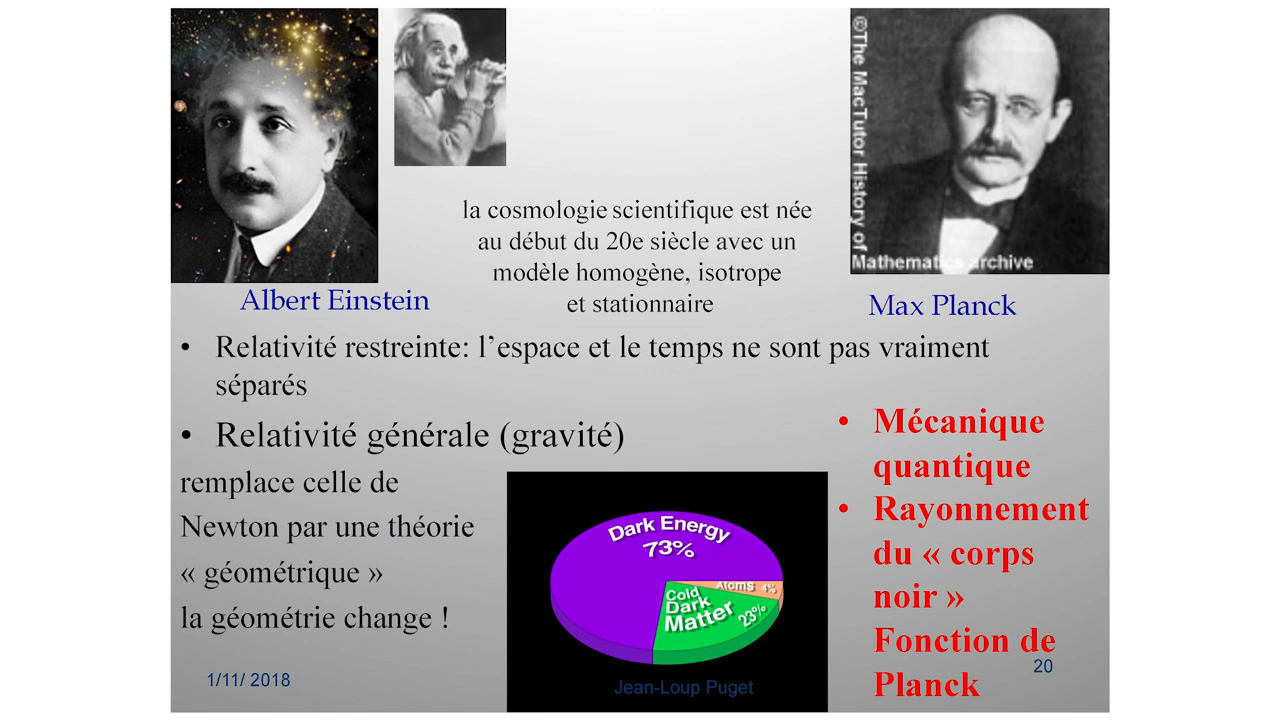 ©The MacTutor History of
Mathematics archive
la cosmologie scientifique est née
au début du 20e siècle avec un
modèle homogène, isotrope
et stationnaire
Albert Einstein
Max Planck
• Relativité restreinte: l’espace et le temps ne sont pas vraiment
séparés
• Relativité générale (gravité)
remplace celle de
Newton par une théorie
« géométrique »
la géométrie change !
Dark Energy
73%
Atoms 4%
Cold
Dark
Matter 23%
• Mécanique
quantique
• Rayonnement
du « corps
noir »
Fonction de
Planck
1/11/ 2018
Jean-Loup Puget
20